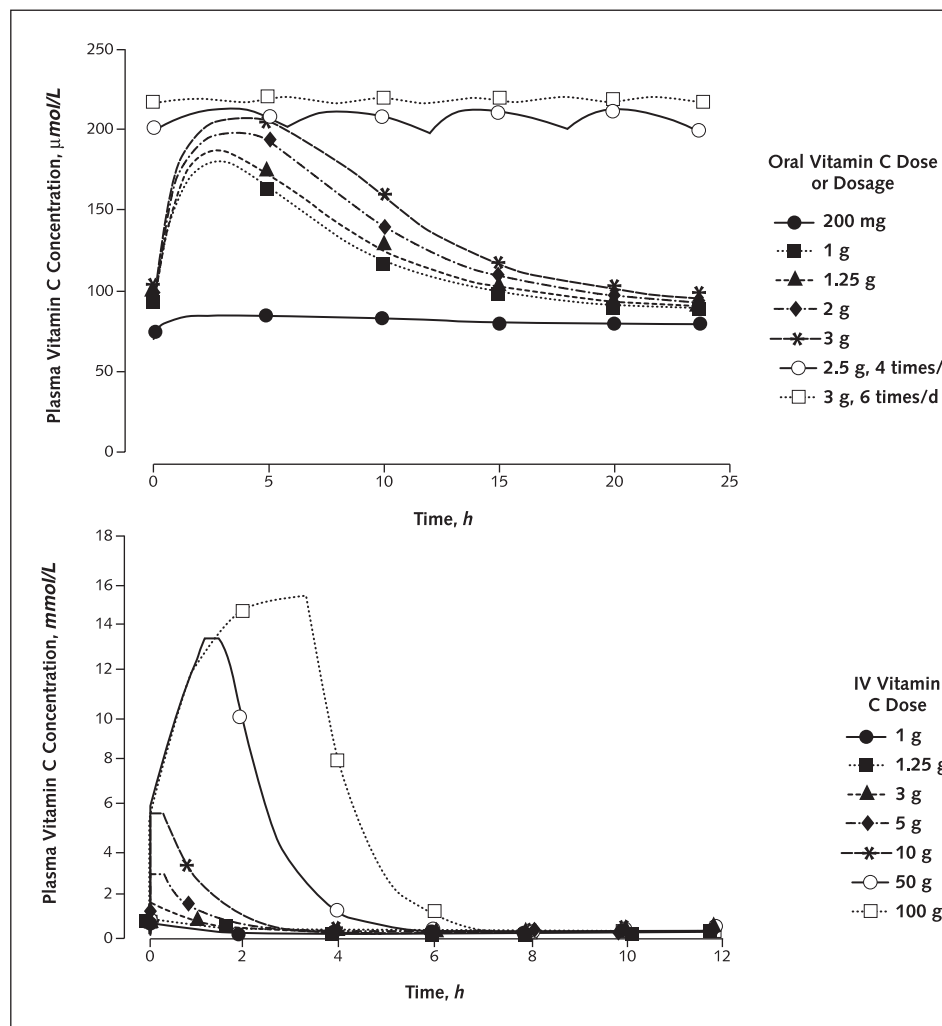 250
200
150
100
50
0
Plasma Vitamin C Concentration, μmol/L
0 5 10 15 20 25
Time, h
Oral Vitamin C Dose
or Dosage
200 mg
1 g
1.25 g
2 g
3 g
2.5 g, 4 times/
3 g, 6 times/d
18
16
14
12
10
8
6
4
2
0
Plasma Vitamin C Concentration, mmol/L
0 2 4 6 8 10 12
Time, h
IV Vitamin
C Dose
1 g
1.25 g
3 g
5 g
10 g
50 g
100 g